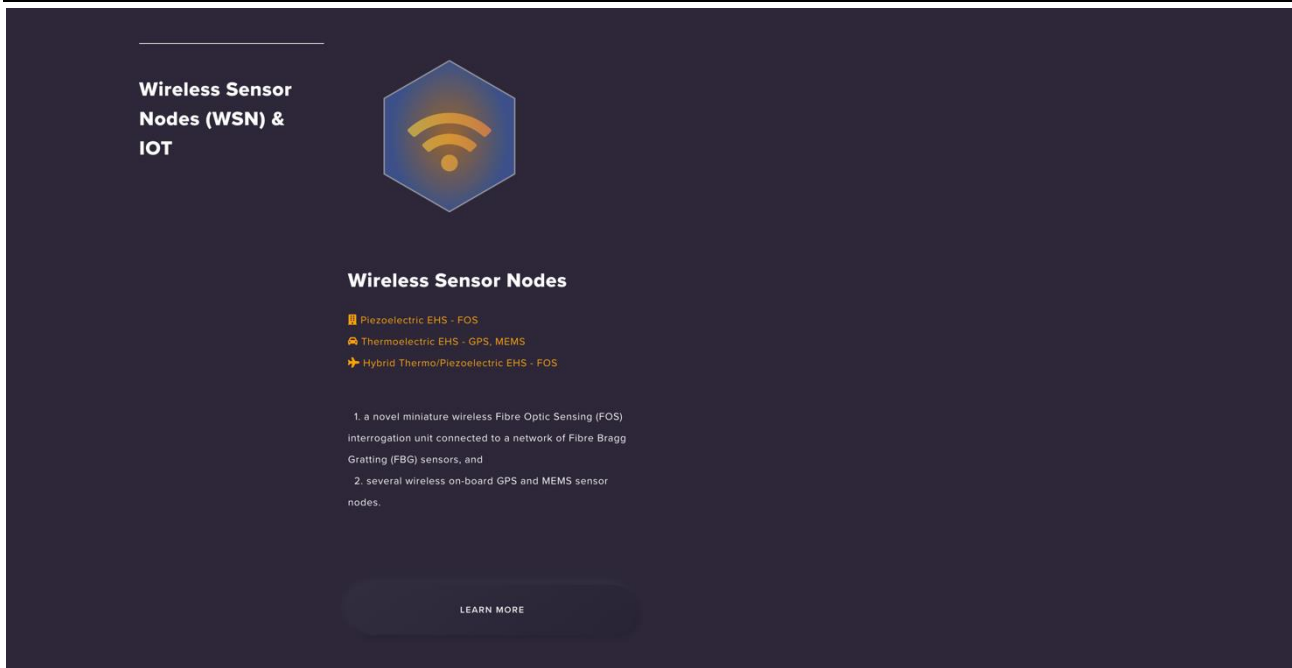 Wireless Sensor
Nodes (WSN) &
IOT
Wireless Sensor Nodes
Piezoelectric EHS - FOS
Thermoelectric EHS - GPS, MEMS
Hybrid Thermo/Piezoelectric EHS - FOS
1. a novel miniature wireless Fibre Optic Sensing (FOS)
interrogation unit connected to a network of Fibre Bragg
Gratting (FBG) sensors, and
2. several wireless on-board GPS and MEMS sensor
nodes.
LEARN MORE